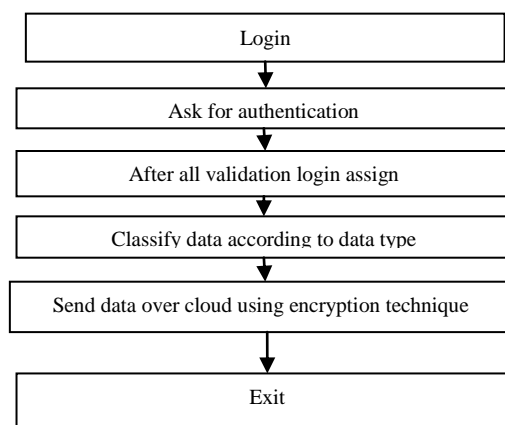 Login
Ask for authentication
After all validation login assign
Classify data according to data type
Send data over cloud using encryption technique
Exit